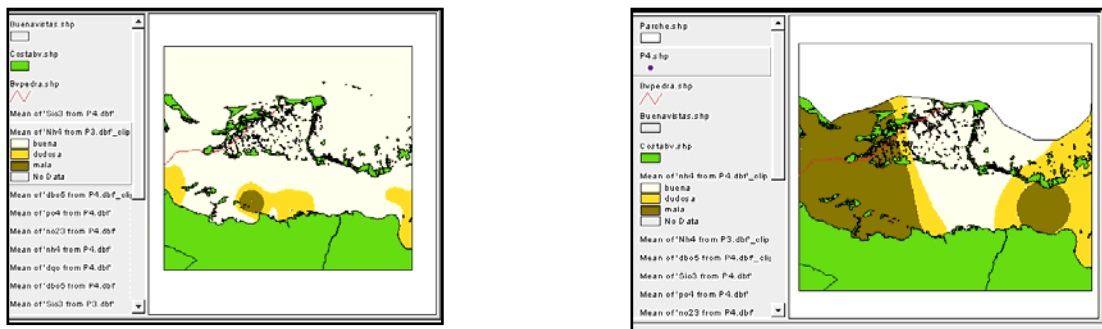 Buenavistas.shp
Costabv.shp
Bvpedra.shp
Mean of 'Sio3 from P4.dbf'
Mean of 'Nh4 from P3.dbf'_clip
buena
dudosa
mala
No Data
Mean of 'dbo5 from P4.dbf'_clip
Mean of 'po4 from P4.dbf'
Mean of 'no23 from P4.dbf'
Mean of 'nh4 from P4.dbf'
Mean of 'dqo from P4.dbf'
Mean of 'dbo5 from P4.dbf'
Mean of 'Sio3 from P3.dbf'
Parche.shp
P4.shp
Bvpedra.shp
Buenavistas.shp
Costabv.shp
Mean of 'nh4 from P4.dbf'_clip
buena
dudosa
mala
No Data
Mean of 'Nh4 from P3.dbf'_clip
Mean of 'dbo5 from P4.dbf'_clip
Mean of 'Sio3 from P4.dbf'
Mean of 'po4 from P4.dbf'
Mean of 'no23 from P4.dbf'